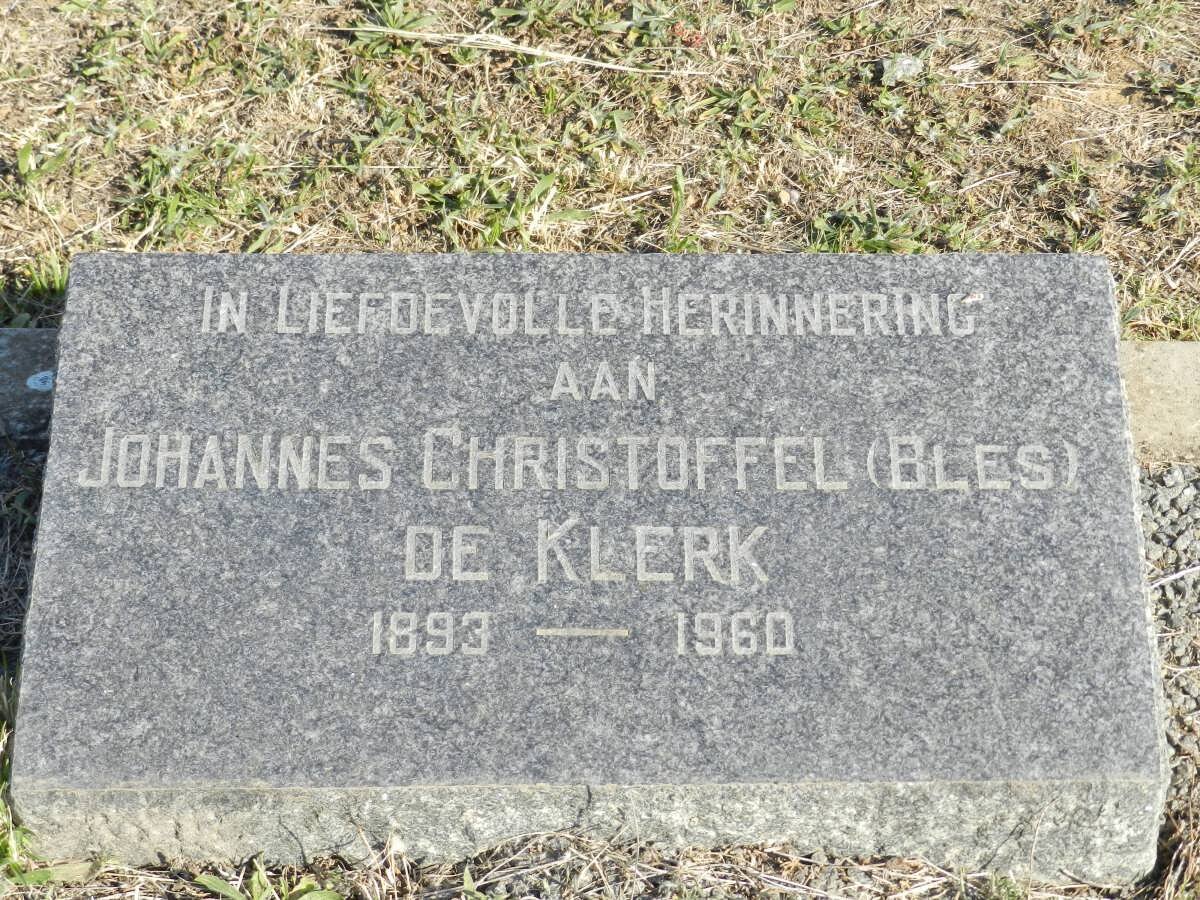 IN LIEFDEVOLLE HERINNERING
AAN
JOHANNES CHRISTOFFEL (BLES)
DE KLERK
1893 — 1960